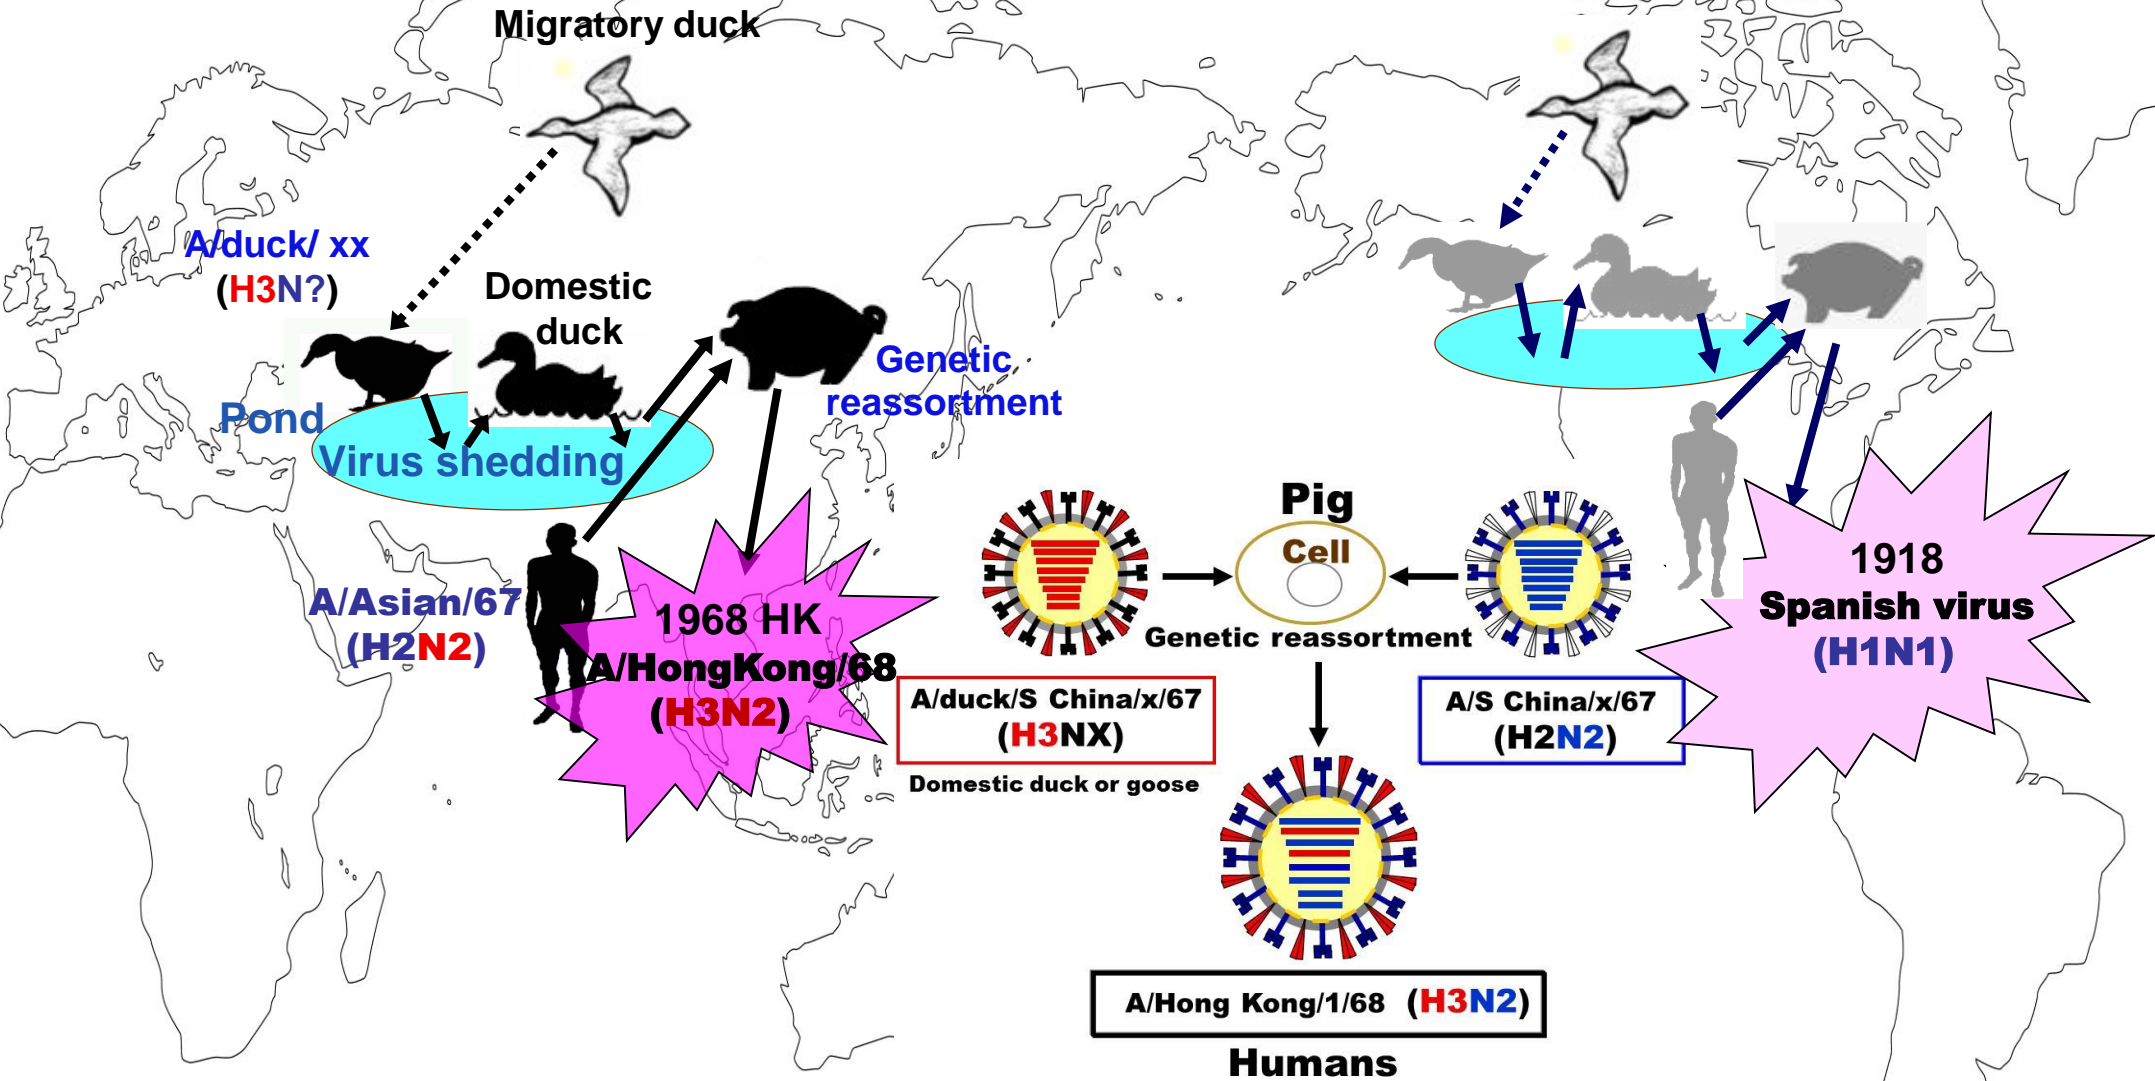 Migratory duck
A/duck/ xx
(H3N?)
Domestic
duck
Genetic
reassortment
Pond
Virus shedding
A/Asian/67
(H2N2)
1968 HK
A/HongKong/68
(H3N2)
Pig
Cell
Genetic reassortment
A/duck/S China/x/67
(H3NX)
Domestic duck or goose
A/S China/x/67
(H2N2)
A/Hong Kong/1/68 (H3N2)
Humans
1918
Spanish virus
(H1N1)